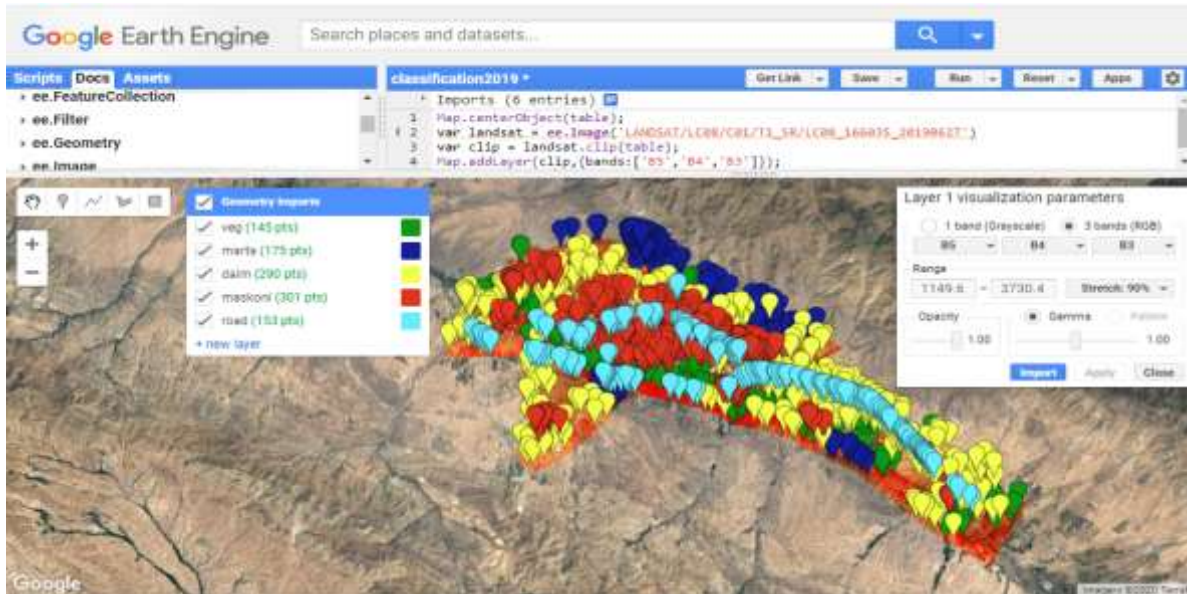 Google Earth Engine
Search places and datasets...
Scripts Docs Assets
ee.FeatureCollection
ee.Filter
ee.Geometry
ee.Image
classification2019 *
Get Link
Save
Run
Reset
Apps
Imports (6 entries)
1 Map.centerObject(table);
i 2 var landsat = ee.Image('LANDSAT/LC08/C01/T1_SR/LC08_166035_20190627')
3 var clip = landsat.clip(table);
4 Map.addLayer(clip,{bands:['B5','B4','B3']});
Geometry Imports
veg (145 pts)
(175 pts)
(290 pts)
maskoni (301 pts)
road (153 pts)
+ new layer
Layer 1 visualization parameters
1 band (Grayscale) 3 bands (RGB)
B5 B4 B3
Range
1149.6 – 3730.4 Stretch: 90%
Opacity
1.00
Gamma
Palette
1.00
Import Apply Close
Google
Imagery ©2020